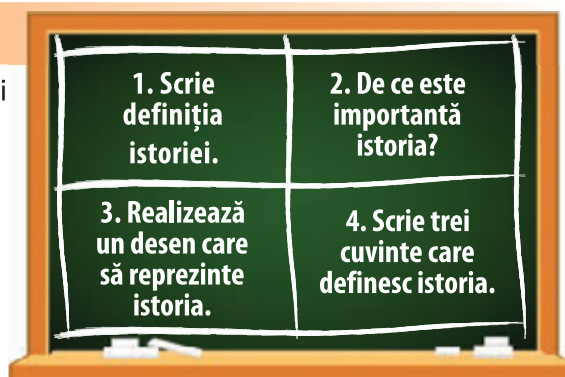 i
1. Scrie
definiția
istoriei.
2. De ce este
importantă
istoria?
3. Realizează
un desen care
să reprezinte
istoria.
4. Scrie trei
cuvinte care
definesc istoria.